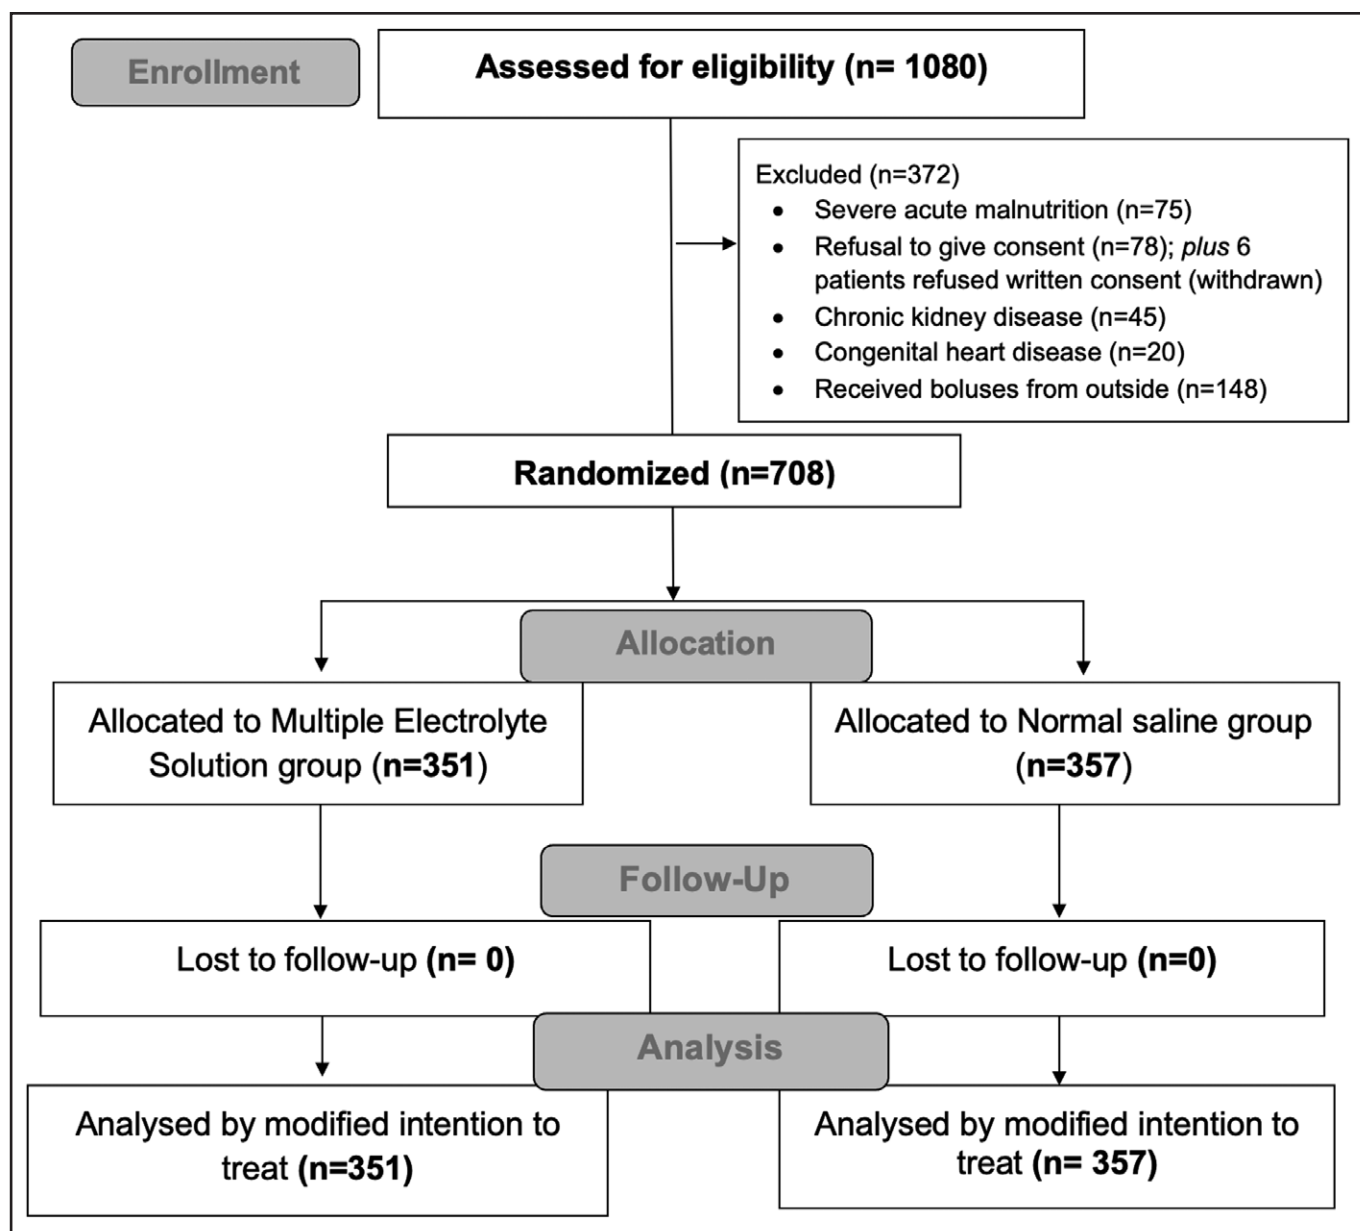 Enrollment
Assessed for eligibility (n= 1080)
Excluded (n=372)
• Severe acute malnutrition (n=75)
• Refusal to give consent (n=78); plus 6
patients refused written consent (withdrawn)
• Chronic kidney disease (n=45)
• Congenital heart disease (n=20)
• Received boluses from outside (n=148)
Randomized (n=708)
Allocation
Allocated to Multiple Electrolyte
Solution group (n=351)
Allocated to Normal saline group
(n=357)
Follow-Up
Lost to follow-up (n= 0)
Lost to follow-up (n=0)
Analysis
Analysed by modified intention to
treat (n=351)
Analysed by modified intention to
treat (n= 357)